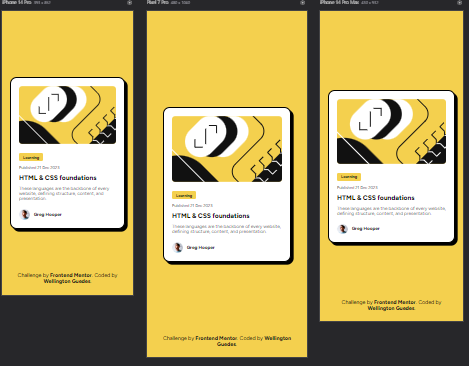 iPhone 14 Pro
Learning
Published 21 Dec 2023
HTML & CSS foundations
These languages are the backbone of every
website, defining structure, content, and
presentation.
Greg Hooper
Challenge by Frontend Mentor. Coded by
Wellington Guedes.
Pixel 7 Pro
Learning
Published 21 Dec 2023
HTML & CSS foundations
These languages are the backbone of every website,
defining structure, content, and presentation.
Greg Hooper
Challenge by Frontend Mentor. Coded by Wellington
Guedes.
iPhone 14 Pro Max
Learning
Published 21 Dec 2023
HTML & CSS foundations
These languages are the backbone of every website,
defining structure, content, and presentation.
Greg Hooper
Challenge by Frontend Mentor. Coded by
Wellington Guedes.